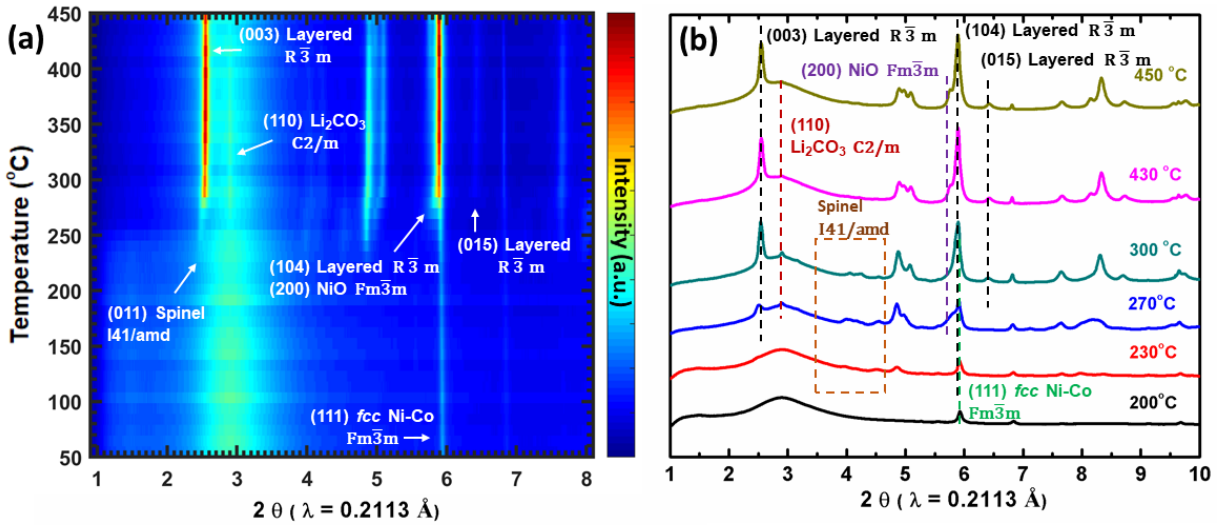 (a)
450
400
350
300
250
200
150
100
50
Temperature (°C)
(003) Layered
R3̅m
(110) Li₂CO₃
C2/m
(015) Layered
R3̅m
(104) Layered R3̅m
(200) NiO Fm3̅m
(011) Spinel
I41/amd
(111) fcc Ni-Co
Fm3̅m
1 2 3 4 5 6 7 8
2 θ ( λ = 0.2113 Å)
Intensity (a.u.)
(b)
(003) Layered R3̅m
(104) Layered R3̅m
(200) NiO Fm3̅m
(015) Layered R3̅m
450 °C
(110)
Li₂CO₃ C2/m
430 °C
Spinel
I41/amd
300 °C
270°C
230°C
(111) fcc Ni-Co
Fm3̅m
200°C
1 2 3 4 5 6 7 8 9 10
2 θ ( λ = 0.2113 Å)